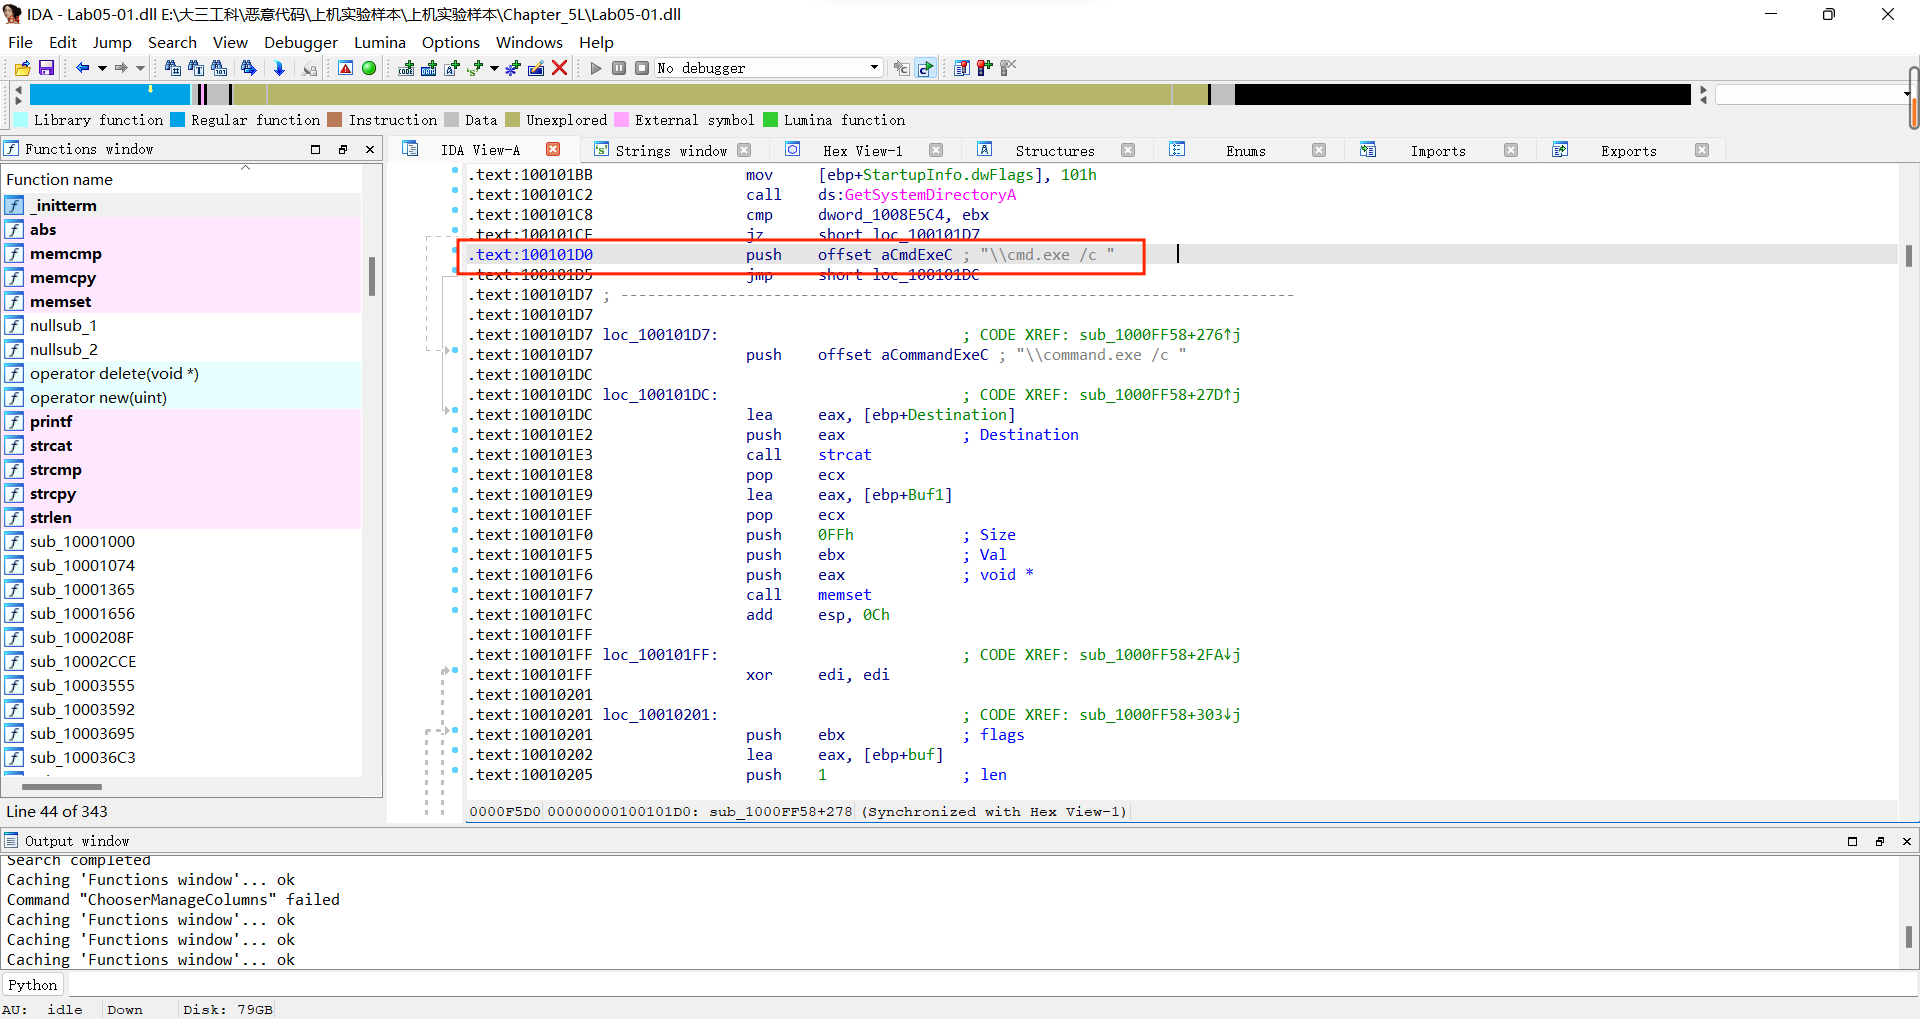 IDA - Lab05-01.dll E:\大三工科\恶意代码\上机实验样本\上机实验样本\Chapter_5L\Lab05-01.dll
File Edit Jump Search View Debugger Lumina Options Windows Help
No debugger
Library function Regular function Instruction Data Unexplored External symbol Lumina function
Functions window
Function name
_initterm
abs
memcmp
memcpy
memset
nullsub_1
nullsub_2
operator delete(void *)
operator new(uint)
printf
strcat
strcmp
strcpy
strlen
sub_10001000
sub_10001074
sub_10001365
sub_10001656
sub_1000208F
sub_10002CCE
sub_10003555
sub_10003592
sub_10003695
sub_100036C3
Line 44 of 343
IDA View-A Strings window Hex View-1 Structures Enums Imports Exports
.text:100101BB mov [ebp+StartupInfo.dwFlags], 101h
.text:100101C2 call ds:GetSystemDirectoryA
.text:100101C8 cmp dword_1008E5C4, ebx
.text:100101CE jz short loc_100101D7
.text:100101D0 push offset aCmdExeC ; "\\cmd.exe /c "
.text:100101D5 jmp short loc_100101DC
.text:100101D7 ; ---------------------------------------------------------------------------
.text:100101D7
.text:100101D7 loc_100101D7: ; CODE XREF: sub_1000FF58+276↑j
.text:100101D7 push offset aCommandExeC ; "\\command.exe /c "
.text:100101DC
.text:100101DC loc_100101DC: ; CODE XREF: sub_1000FF58+27D↑j
.text:100101DC lea eax, [ebp+Destination]
.text:100101E2 push eax ; Destination
.text:100101E3 call strcat
.text:100101E8 pop ecx
.text:100101E9 lea eax, [ebp+Buf1]
.text:100101EF pop ecx
.text:100101F0 push 0FFh ; Size
.text:100101F5 push ebx ; Val
.text:100101F6 push eax ; void *
.text:100101F7 call memset
.text:100101FC add esp, 0Ch
.text:100101FF
.text:100101FF loc_100101FF: ; CODE XREF: sub_1000FF58+2FA↓j
.text:100101FF xor edi, edi
.text:10010201
.text:10010201 loc_10010201: ; CODE XREF: sub_1000FF58+303↓j
.text:10010201 push ebx ; flags
.text:10010202 lea eax, [ebp+buf]
.text:10010205 push 1 ; len
0000F5D0 00000000100101D0: sub_1000FF58+278 (Synchronized with Hex View-1)
Output window
Search completed
Caching 'Functions window'... ok
Command "ChooserManageColumns" failed
Caching 'Functions window'... ok
Caching 'Functions window'... ok
Caching 'Functions window'... ok
Python
AU: idle Down Disk: 79GB